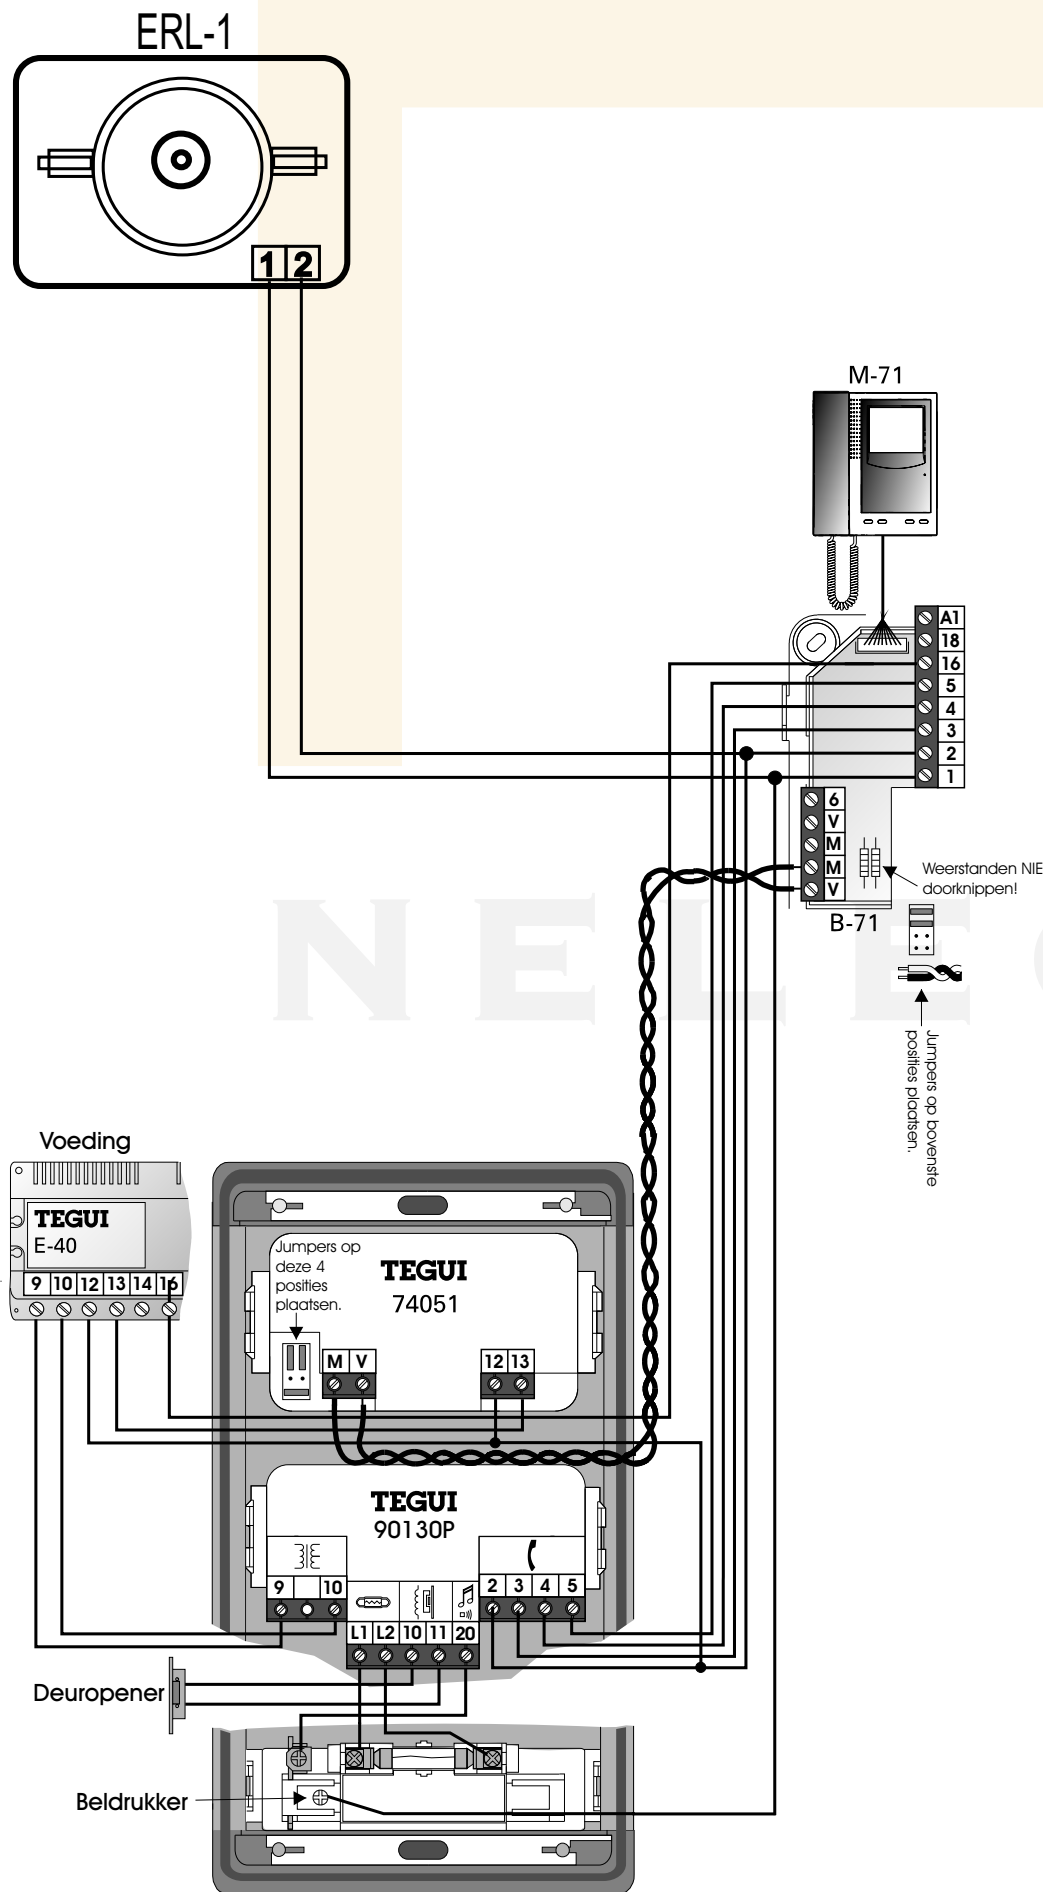 ERL-1
1 2
M-71
A1
18
16
5
4
3
2
1
6
V
M
M
V
Weerstanden NIE
doorknippen!
B-71
NELE
Jumpers op bovenste
posities plaatsen.
Voeding
TEGUI
E-40
9 10 12 13 14 16
Jumpers op
deze 4
posities
plaatsen.
TEGUI
74051
M V
12 13
TEGUI
90130P
9 10
2 3 4 5
L1 L2 10 11 20
Deuropener
Beldrukker